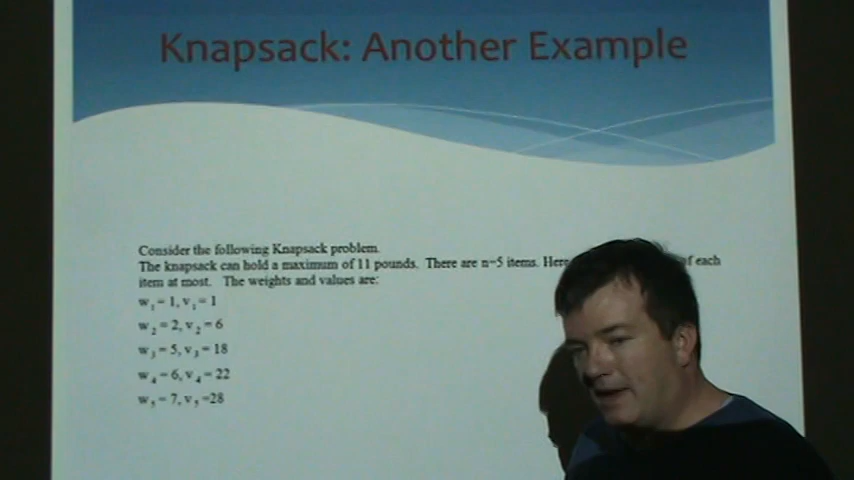 Knapsack: Another Example
Consider the following Knapsack problem.
The knapsack can hold a maximum of 11 pounds. There are n=5 items. Here of each
item at most. The weights and values are:
w1 = 1, v1 = 1
w2 = 2, v2 = 6
w3 = 5, v3 = 18
w4 = 6, v4 = 22
w5 = 7, v5 =28